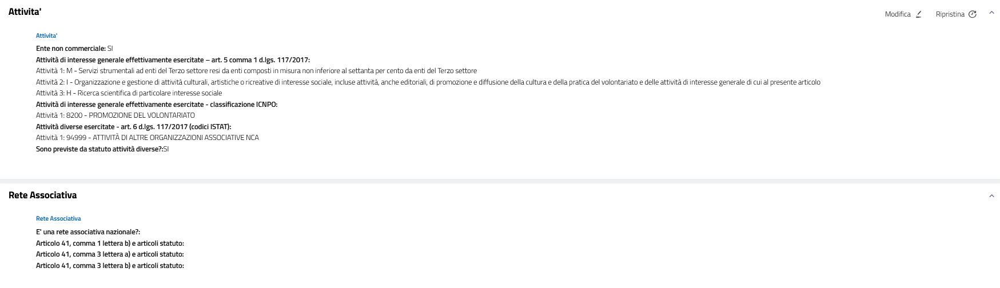 Attivita'
Modifica
Ripristina
Attivita'
Ente non commerciale: SI
Attività di interesse generale effettivamente esercitate – art. 5 comma 1 d.lgs. 117/2017:
Attività 1: M - Servizi strumentali ad enti del Terzo settore resi da enti composti in misura non inferiore al settanta per cento da enti del Terzo settore
Attività 2: I - Organizzazione e gestione di attività culturali, artistiche o ricreative di interesse sociale, incluse attività, anche editoriali, di promozione e diffusione della cultura e della pratica del volontariato e delle attività di interesse generale di cui al presente articolo
Attività 3: H - Ricerca scientifica di particolare interesse sociale
Attività di interesse generale effettivamente esercitate - classificazione ICNPO:
Attività 1: 8200 - PROMOZIONE DEL VOLONTARIATO
Attività diverse esercitate - art. 6 d.lgs. 117/2017 (codici ISTAT):
Attività 1: 94999 - ATTIVITÀ DI ALTRE ORGANIZZAZIONI ASSOCIATIVE NCA
Sono previste da statuto attività diverse?:SI
Rete Associativa
Rete Associativa
E' una rete associativa nazionale?:
Articolo 41, comma 1 lettera b) e articoli statuto:
Articolo 41, comma 3 lettera a) e articoli statuto:
Articolo 41, comma 3 lettera b) e articoli statuto: